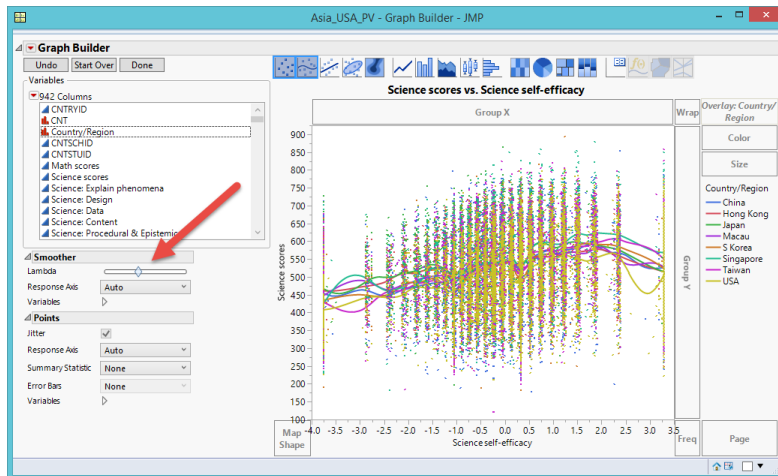 Asia_USA_PV - Graph Builder - JMP
Graph Builder
Undo Start Over Done
Variables
942 Columns
CNTRYID
CNT
Country/Region
CNTSCHID
CNTSTUID
Math scores
Science scores
Science: Explain phenomena
Science: Design
Science: Data
Science: Content
Science: Procedural & Epistemic
Smoother
Lambda
Response Axis Auto
Variables
Points
Jitter
Response Axis Auto
Summary Statistic None
Error Bars None
Variables
Science scores vs. Science self-efficacy
Group X
Wrap
Overlay: Country/
Region
Color
Size
Country/Region
China
Hong Kong
Japan
Macau
S Korea
Singapore
Taiwan
USA
Group Y
Science scores
900
850
800
750
700
650
600
550
500
450
400
350
300
250
200
150
100
-4.0 -3.5 -3.0 -2.5 -2.0 -1.5 -1.0 -0.5 0.0 0.5 1.0 1.5 2.0 2.5 3.0 3.5
Science self-efficacy
Map
Shape
Freq
Page